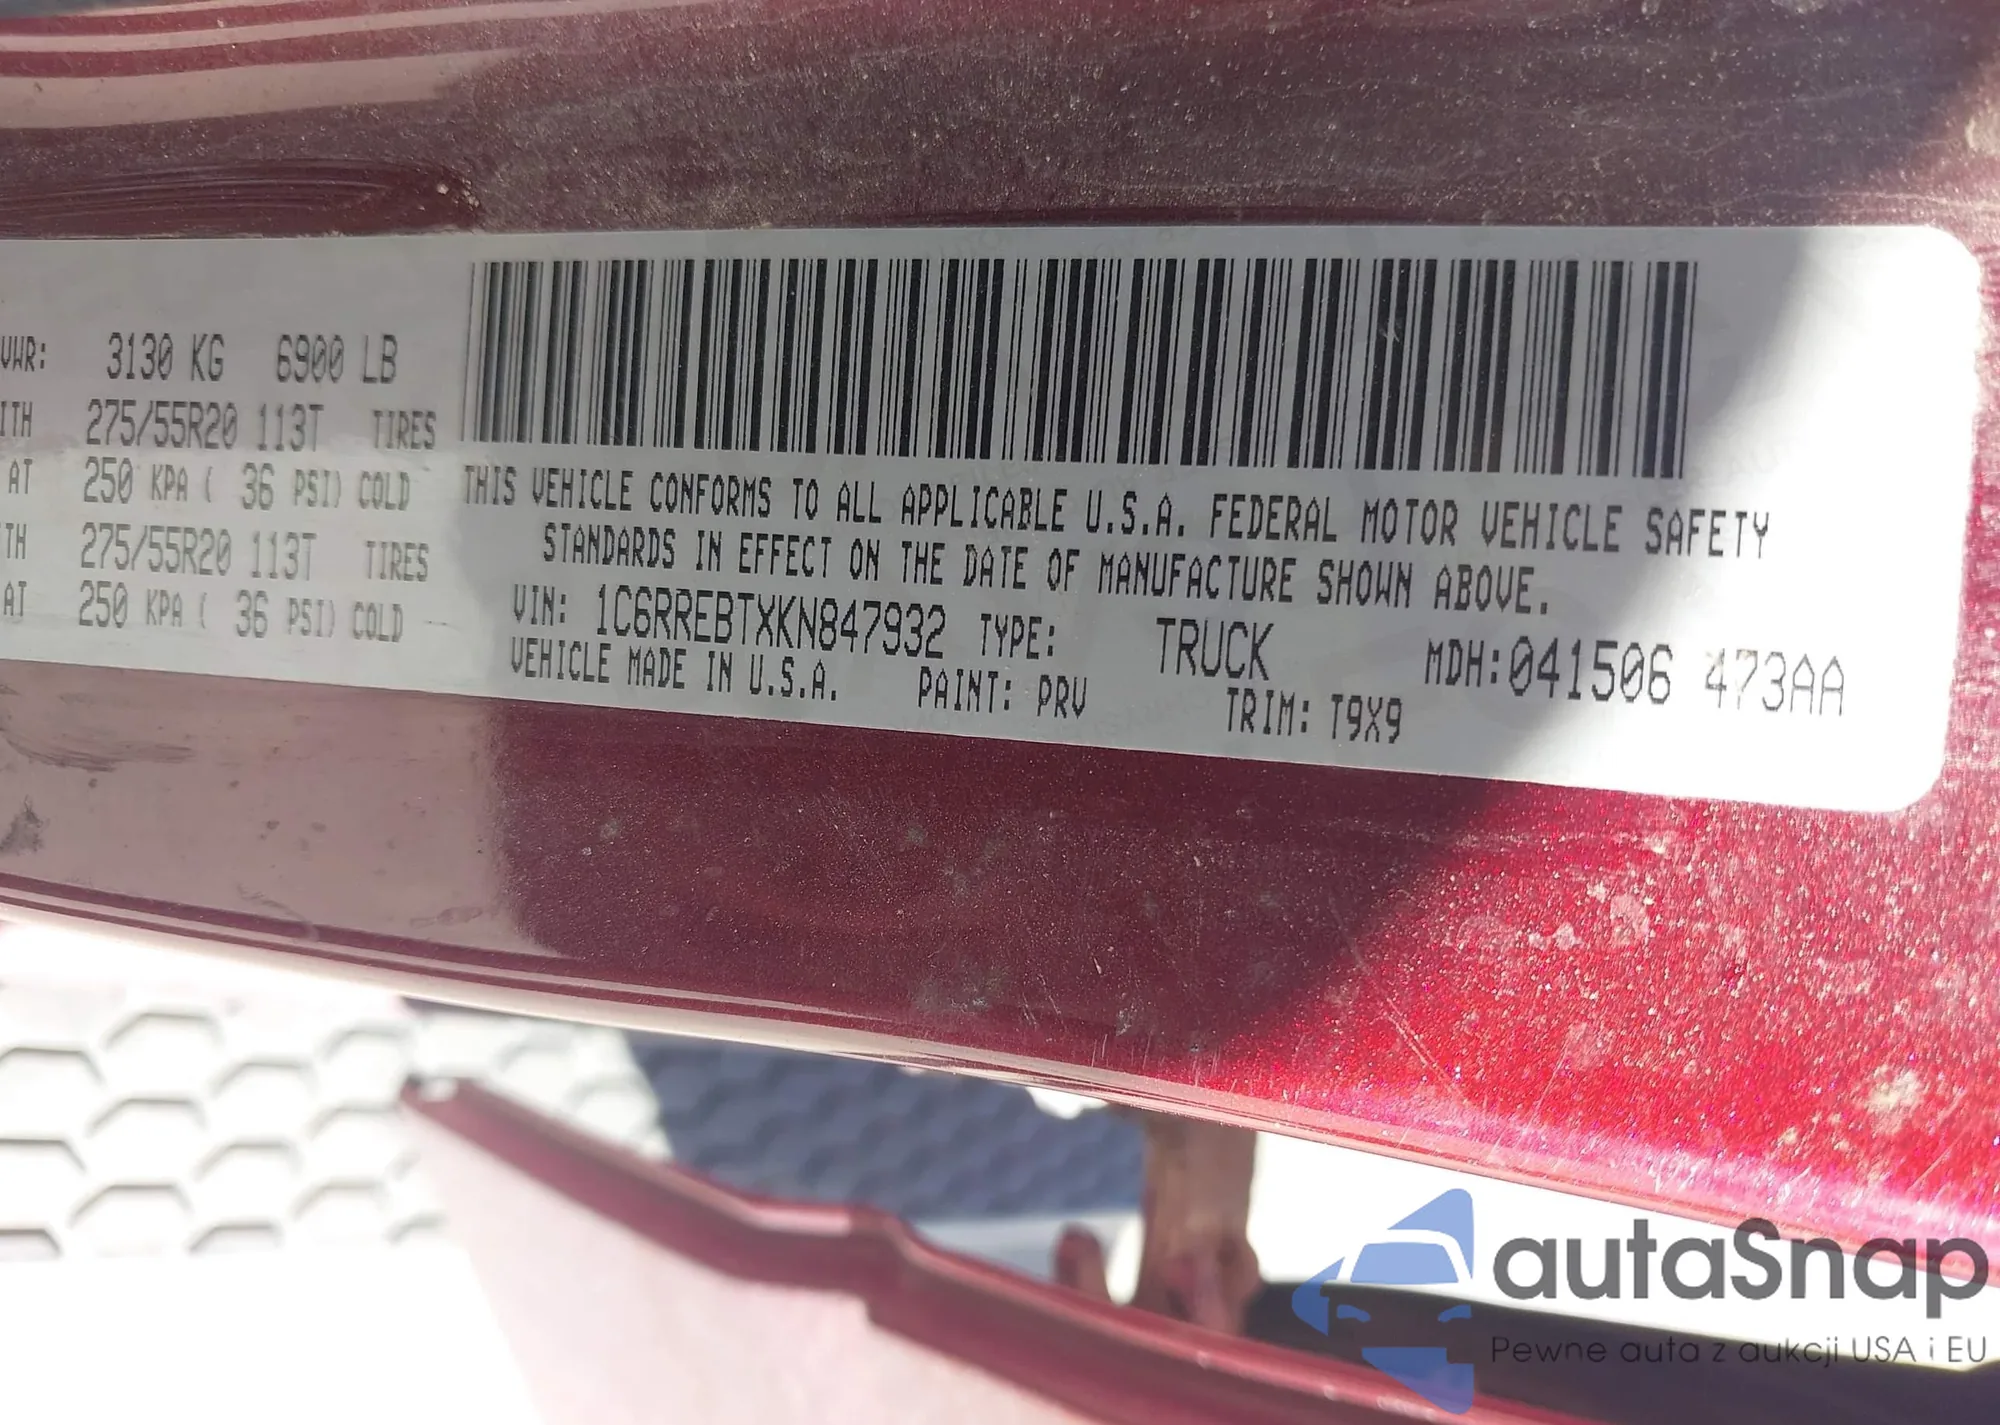 VWR: 3130 KG 6900 LB
ITH 275/55R20 113T TIRES
AT 250 KPA ( 36 PSI) COLD
TH 275/55R20 113T TIRES
AT 250 KPA ( 36 PSI) COLD
THIS VEHICLE CONFORMS TO ALL APPLICABLE U.S.A. FEDERAL MOTOR VEHICLE SAFETY
STANDARDS IN EFFECT ON THE DATE OF MANUFACTURE SHOWN ABOVE.
VIN: 1C6RREBTXKN847932 TYPE: TRUCK MDH:041506 473AA
VEHICLE MADE IN U.S.A. PAINT: PRV TRIM: T9X9
autaSnap
Pewne auta z aukcji USA i EU